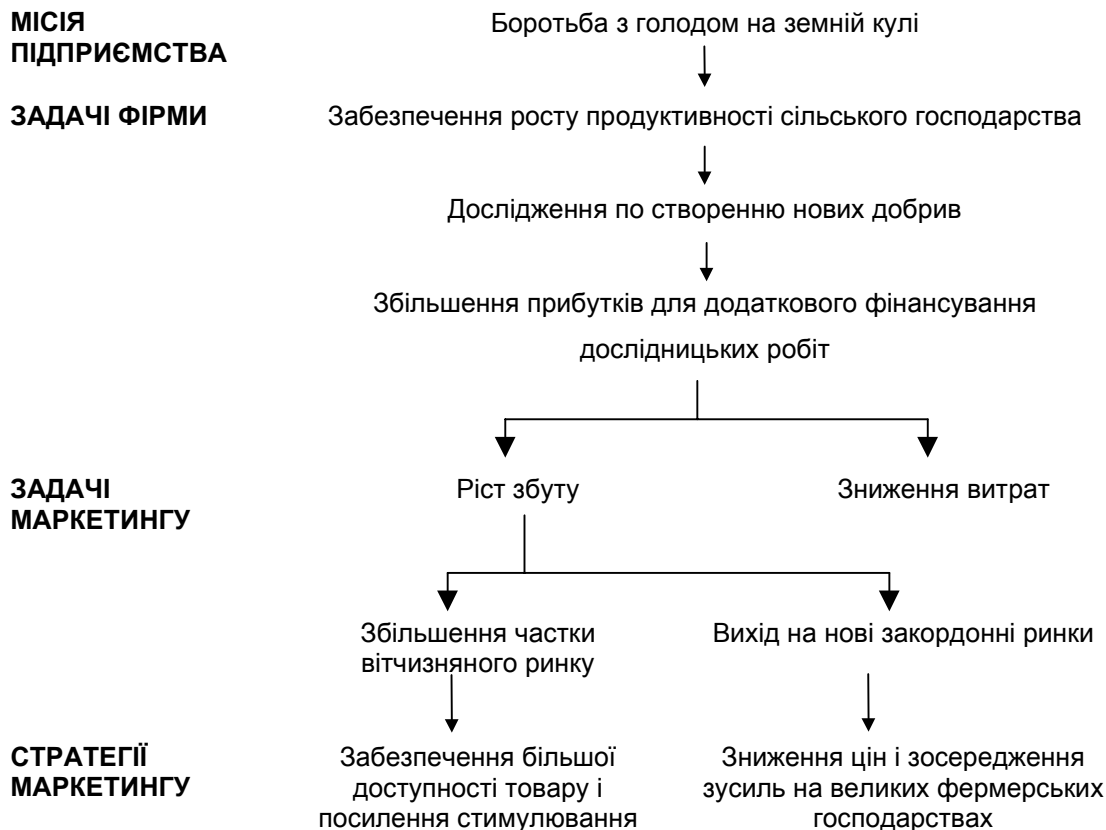 МІСІЯ
ПІДПРИЄМСТВА
Боротьба з голодом на земній кулі
ЗАДАЧІ ФІРМИ
Забезпечення росту продуктивності сільського господарства
Дослідження по створенню нових добрив
Збільшення прибутків для додаткового фінансування
дослідницьких робіт
ЗАДАЧІ
МАРКЕТИНГУ
Ріст збуту
Зниження витрат
Збільшення частки
вітчизняного ринку
Вихід на нові закордонні ринки
СТРАТЕГІЇ
МАРКЕТИНГУ
Забезпечення більшої
доступності товару і
посилення стимулювання
Зниження цін і зосередження
зусиль на великих фермерських
господарствах